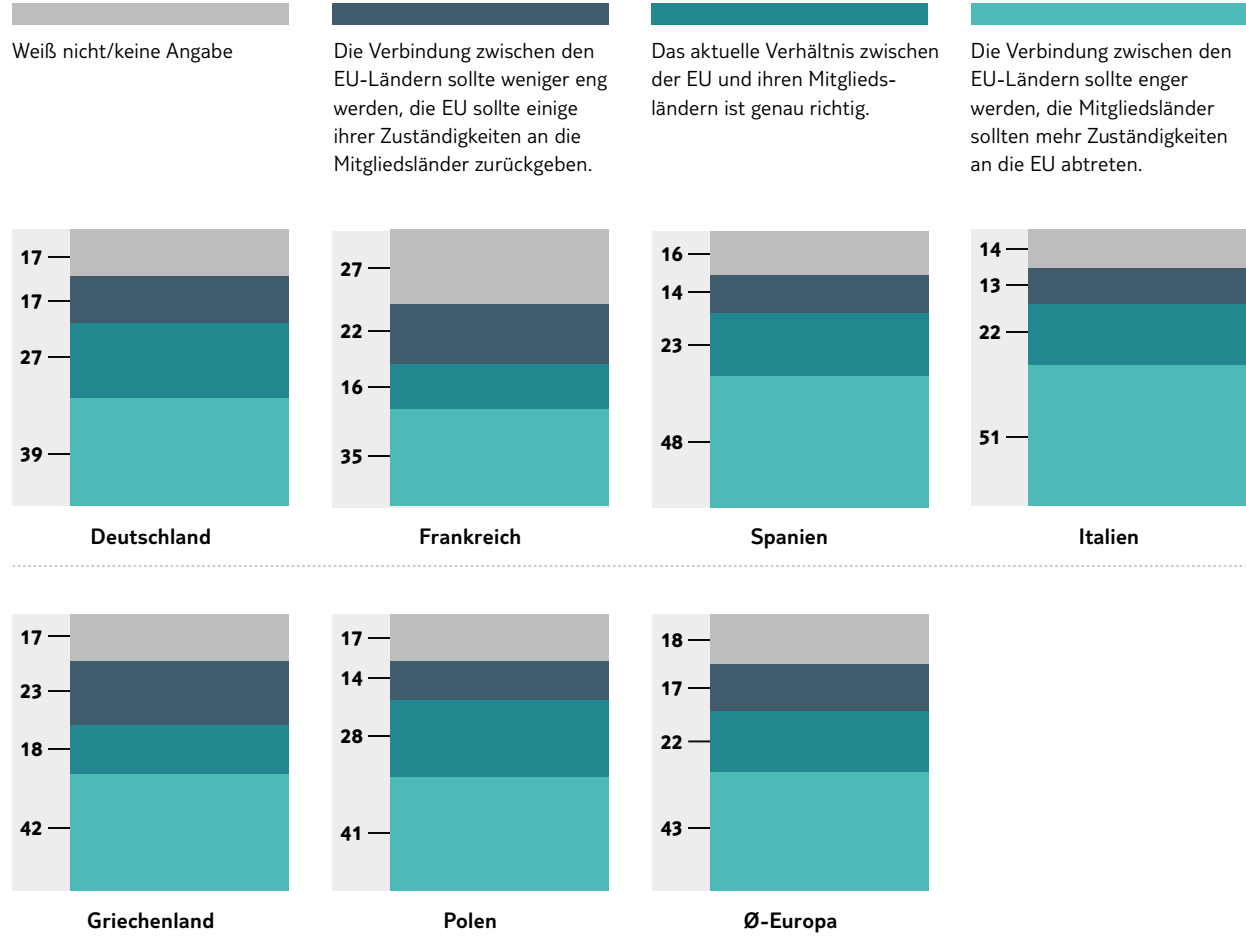 Weiß nicht/keine Angabe
Die Verbindung zwischen den
EU-Ländern sollte weniger eng
werden, die EU sollte einige
ihrer Zuständigkeiten an die
Mitgliedsländer zurückgeben.
Das aktuelle Verhältnis zwischen
der EU und ihren Mitglieds-
ländern ist genau richtig.
Die Verbindung zwischen den
EU-Ländern sollte enger
werden, die Mitgliedsländer
sollten mehr Zuständigkeiten
an die EU abtreten.
17
17
27
39
Deutschland
27
22
16
35
Frankreich
16
14
23
48
Spanien
14
13
22
51
Italien
17
23
18
42
Griechenland
17
14
28
41
Polen
18
17
22
43
Ø-Europa